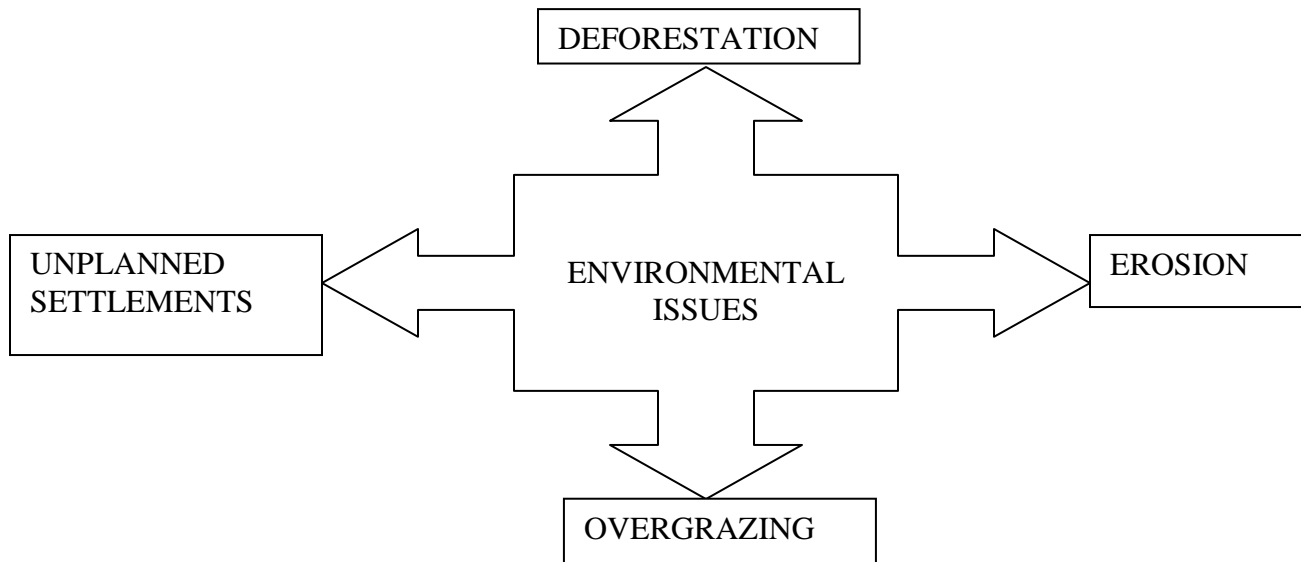 DEFORESTATION
UNPLANNED
SETTLEMENTS
ENVIRONMENTAL
ISSUES
EROSION
OVERGRAZING